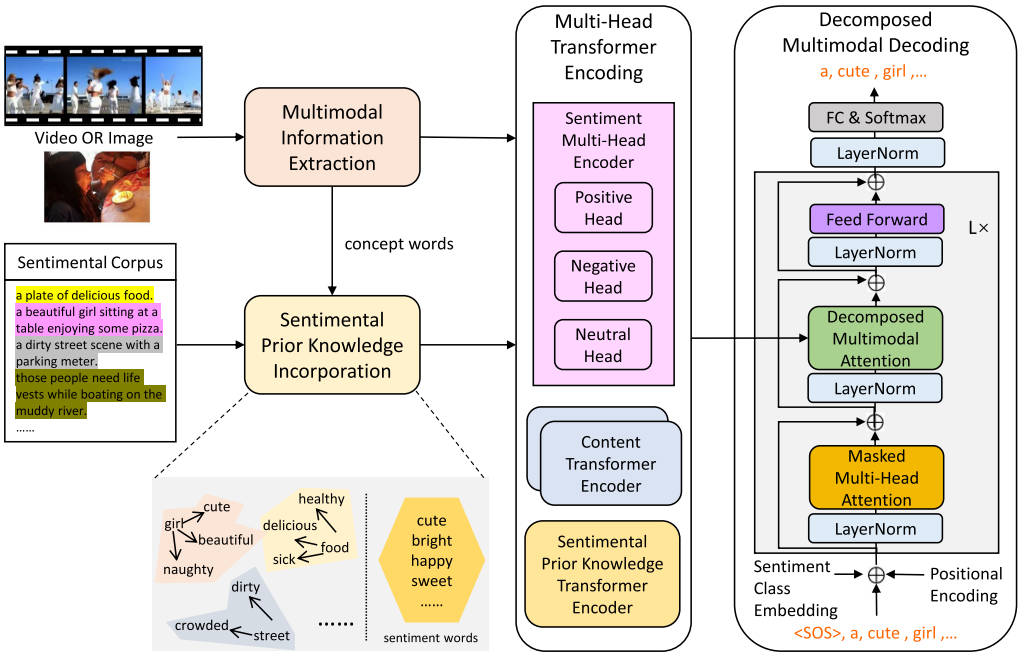 Video OR Image
Sentimental Corpus
a plate of delicious food.
a beautiful girl sitting at a
table enjoying some pizza.
a dirty street scene with a
parking meter.
those people need life
vests while boating on the
muddy river.
……
Multimodal
Information
Extraction
concept words
Sentimental
Prior Knowledge
Incorporation
girl
cute
beautiful
naughty
healthy
delicious
food
sick
dirty
crowded
street
……
cute
bright
happy
sweet
……
sentiment words
Multi-Head
Transformer
Encoding
Sentiment
Multi-Head
Encoder
Positive
Head
Negative
Head
Neutral
Head
Content
Transformer
Encoder
Sentimental
Prior Knowledge
Transformer
Encoder
Decomposed
Multimodal Decoding
a, cute , girl ,...
FC & Softmax
LayerNorm
Feed Forward
L×
LayerNorm
Decomposed
Multimodal
Attention
LayerNorm
Masked
Multi-Head
Attention
LayerNorm
Sentiment
Class
Embedding
Positional
Encoding
<SOS>, a, cute , girl ,...